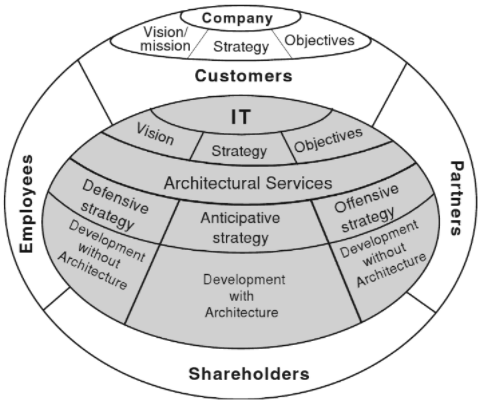 Company
Vision/
mission
Strategy
Objectives
Customers
IT
Vision
Strategy
Objectives
Architectural Services
Defensive
strategy
Anticipative
strategy
Offensive
strategy
Development
without
Architecture
Development
with
Architecture
Development
without
Architecture
Employees
Partners
Shareholders